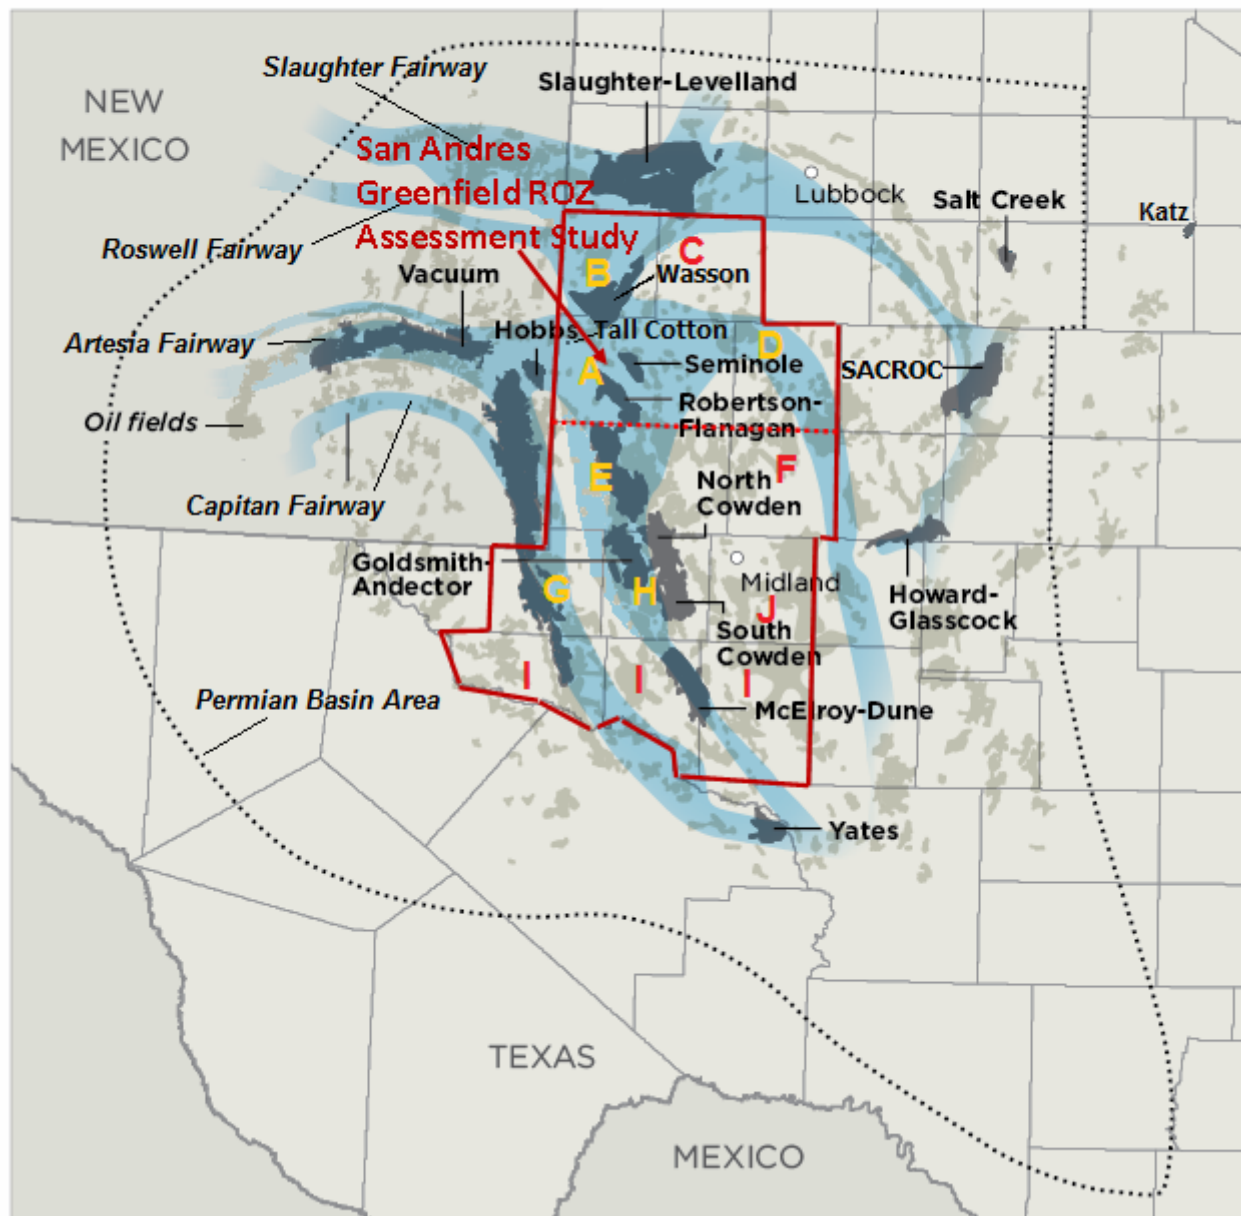 Slaughter Fairway
Slaughter-Levelland
NEW
MEXICO
San Andres
Greenfield ROZ
Assessment Study
Lubbock
Salt Creek
Katz
Roswell Fairway
C
B
Wasson
Vacuum
Hobbs
Tall Cotton
Artesia Fairway
D
A
Seminole
SACROC
Robertson-
Flanagan
Oil fields
E
F
North
Cowden
Capitan Fairway
Goldsmith-
Andector
G
H
Midland
J
Howard-
Glasscock
South
Cowden
I
I
I
Permian Basin Area
McElroy-Dune
Yates
TEXAS
MEXICO